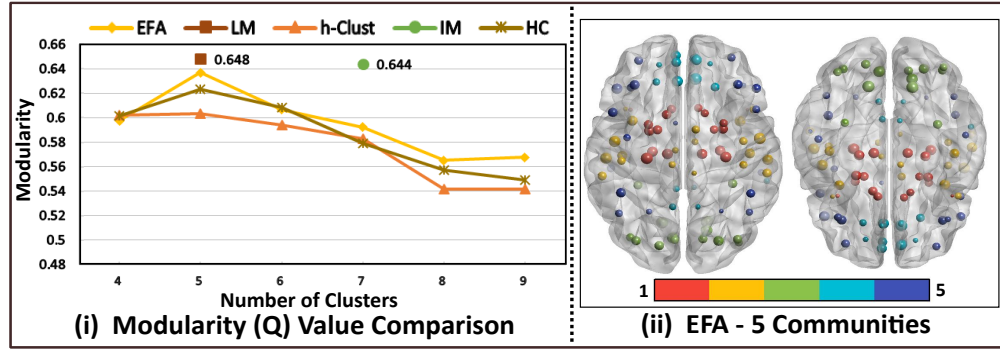 EFA LM h-Clust IM HC
0.66
0.64
0.62
0.6
0.58
0.56
0.54
0.52
0.5
0.48
Modularity
0.648
0.644
4 5 6 7 8 9
Number of Clusters
(i) Modularity (Q) Value Comparison
1 5
(ii) EFA - 5 Communities